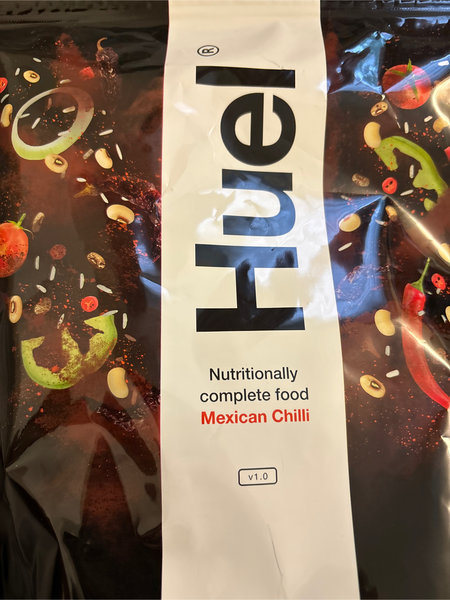 Huel®
Nutritionally
complete food
Mexican Chilli
v1.0